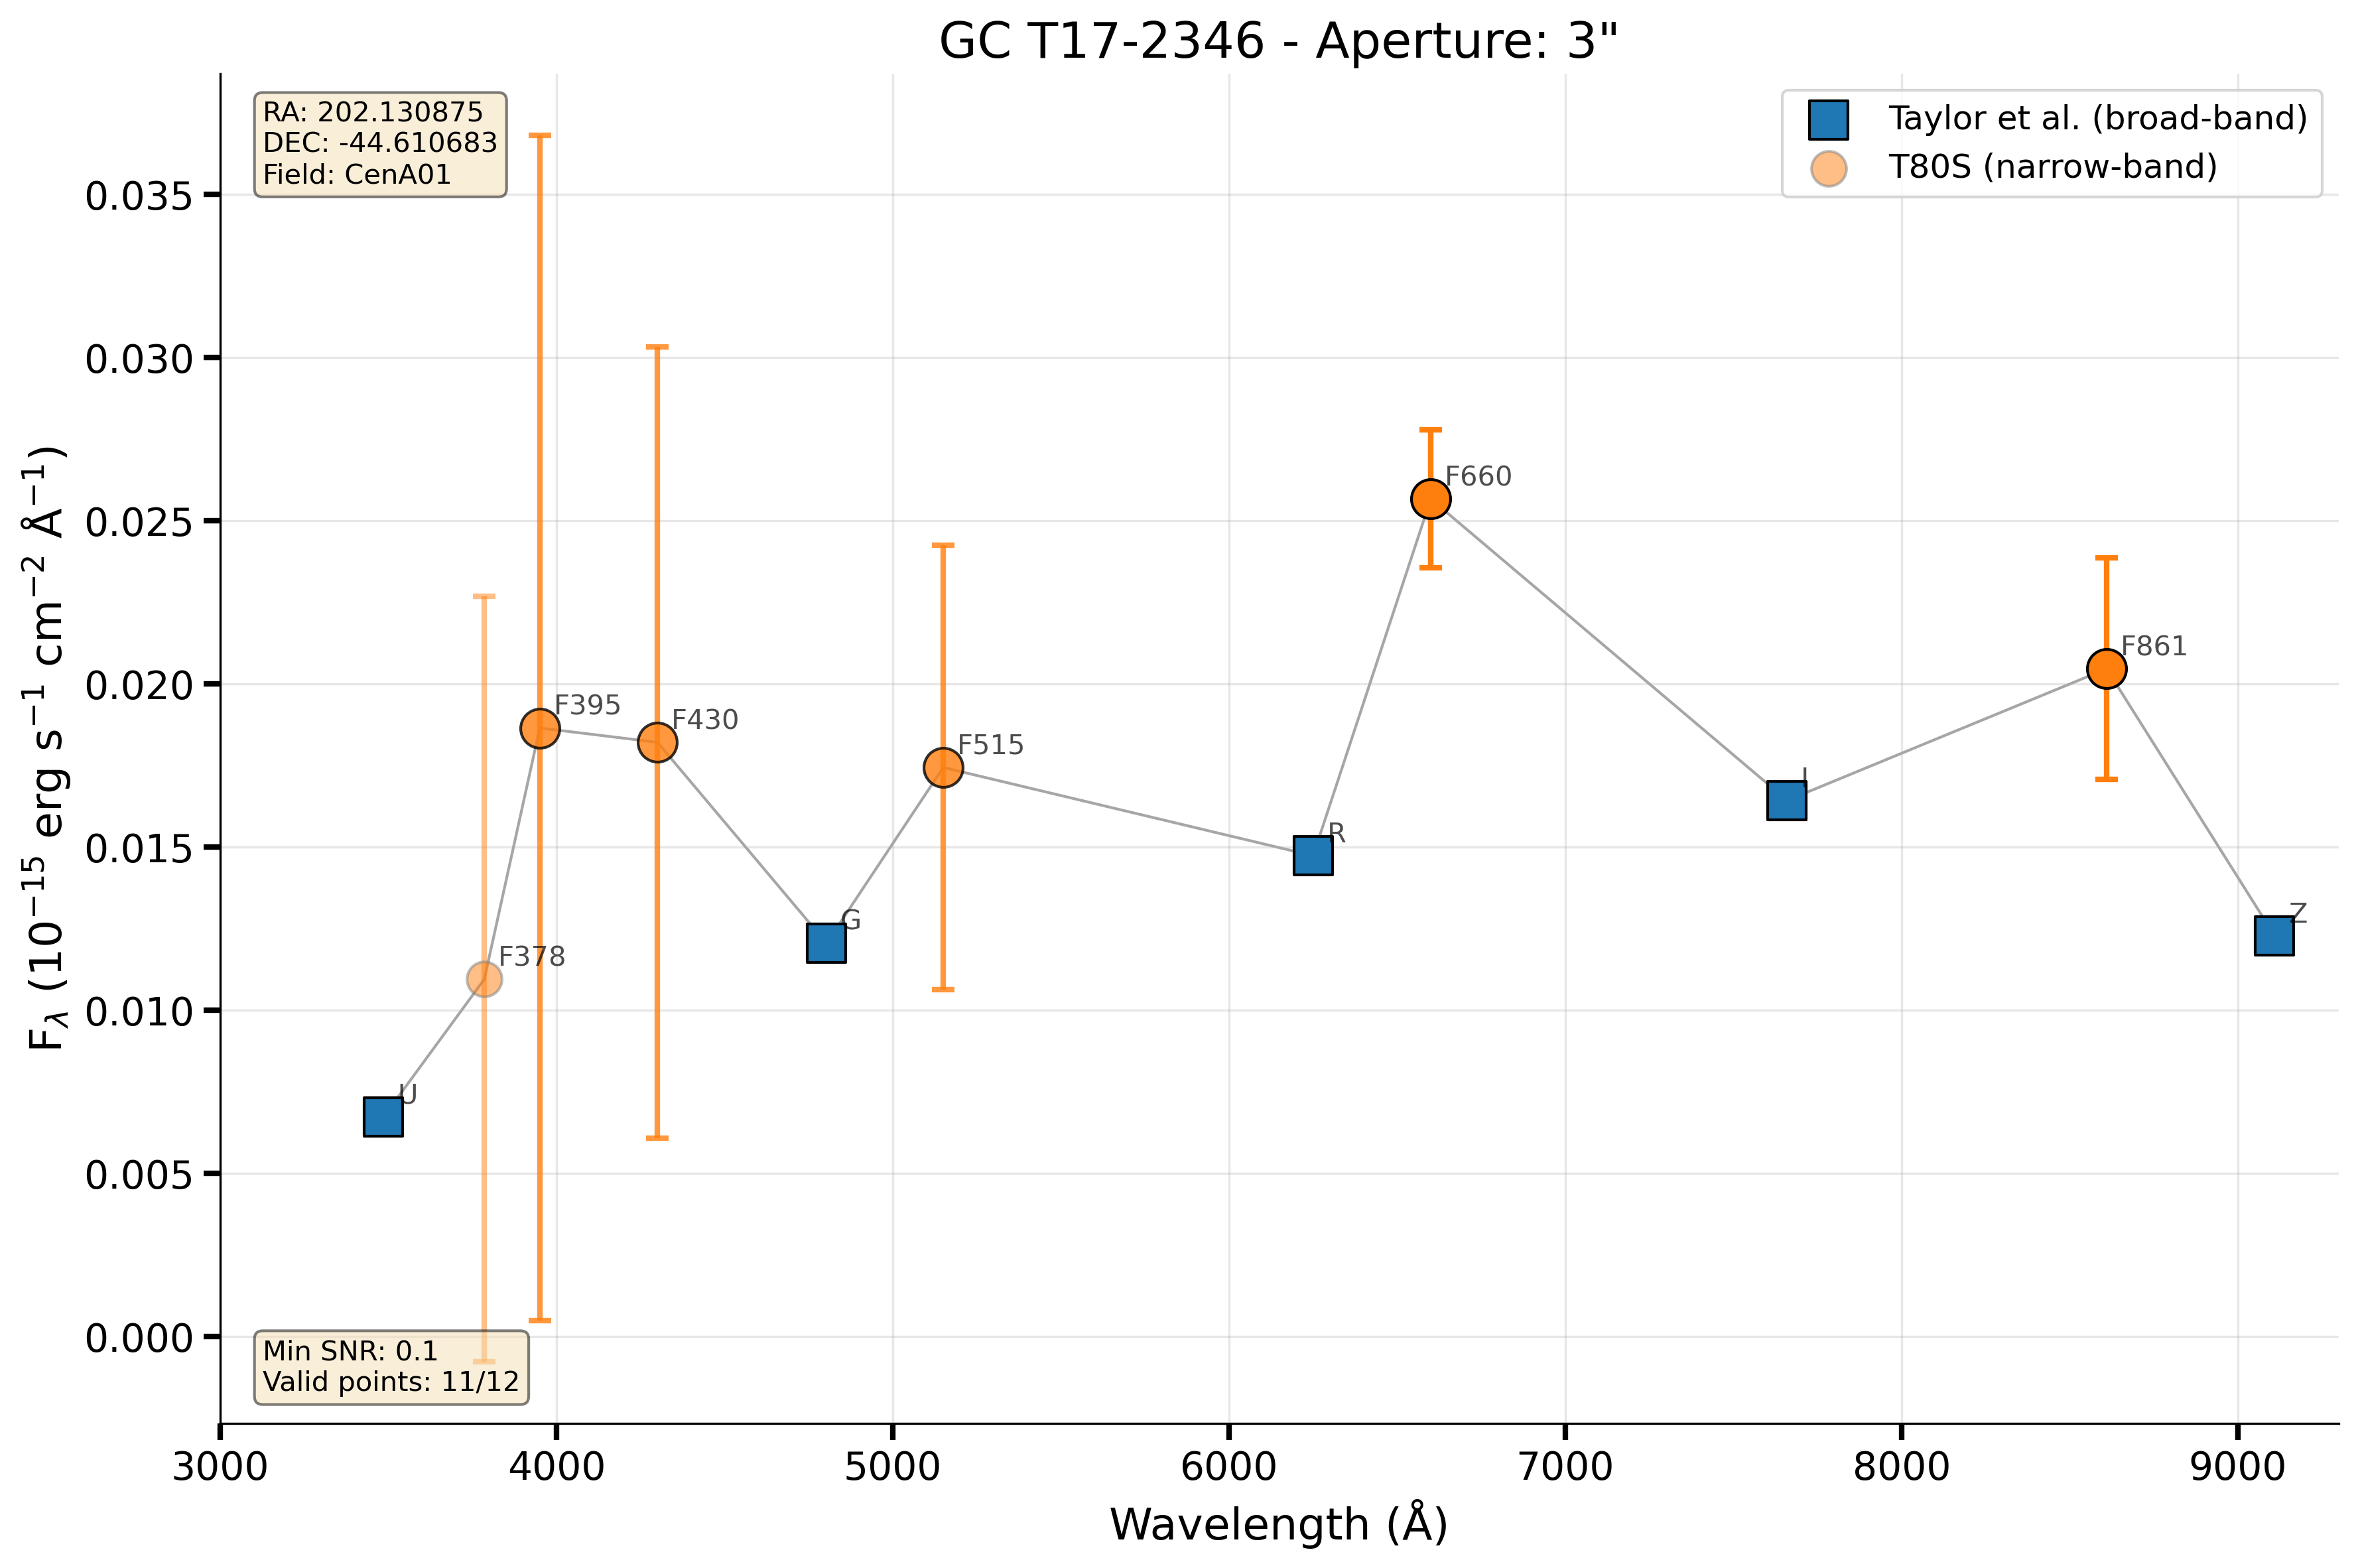 GC T17-2346 - Aperture: 3"
RA: 202.130875
DEC: -44.610683
Field: CenA01
Taylor et al. (broad-band)
T80S (narrow-band)
F_λ (10⁻¹⁵ erg s⁻¹ cm⁻² Å⁻¹)
0.035
0.030
0.025
0.020
0.015
0.010
0.005
0.000
U
F378
F395
F430
G
F515
R
F660
I
F861
Z
Min SNR: 0.1
Valid points: 11/12
3000 4000 5000 6000 7000 8000 9000
Wavelength (Å)